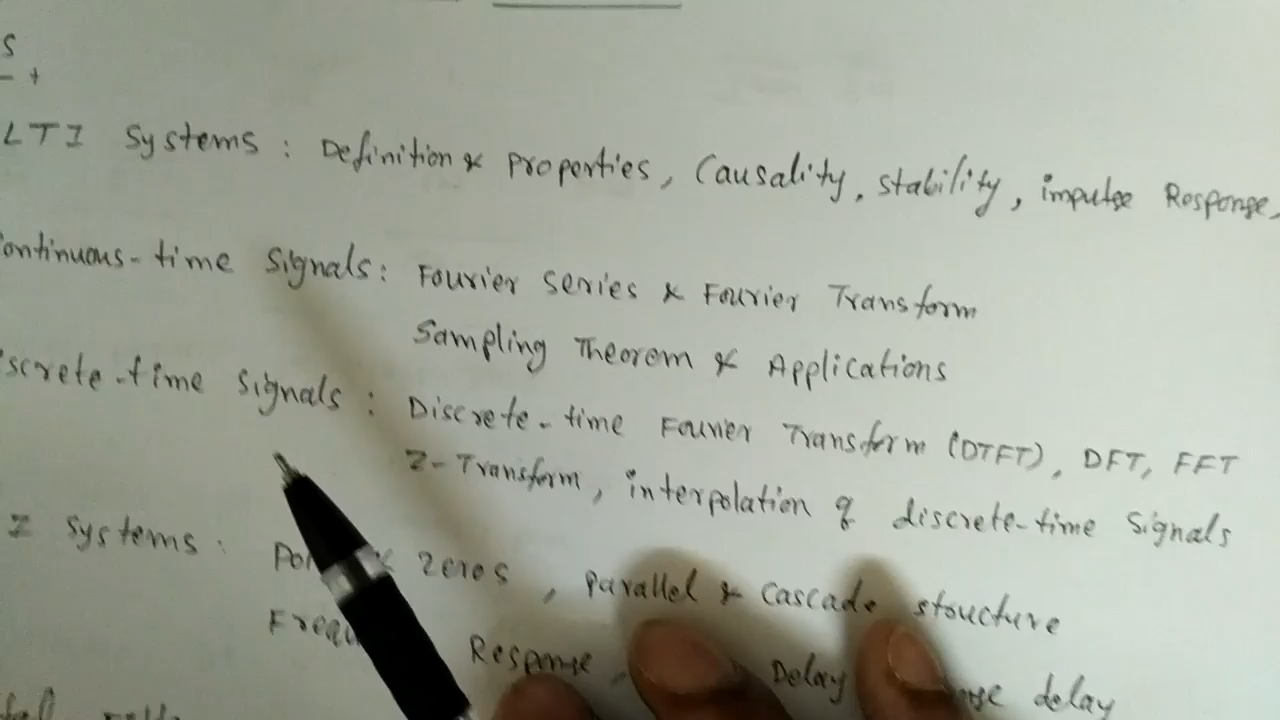 S
LTI Systems : Definition & Properties, Causality, stability, impulse Response,
ontinuous-time Signals: Fourier Series & Fourier Transform
Sampling Theorem & Applications
screte-time Signals : Discrete-time Fourier Transform (DTFT), DFT, FFT
Z-Transform, interpolation of discrete-time Signals
I Systems : & Zeros, Parallel & Cascade structure
Response, Delay delay